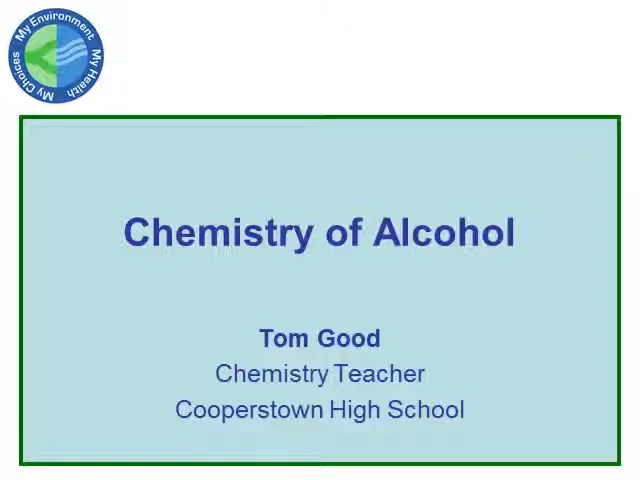 My Environment
My Health
My Choices
Chemistry of Alcohol
Tom Good
Chemistry Teacher
Cooperstown High School